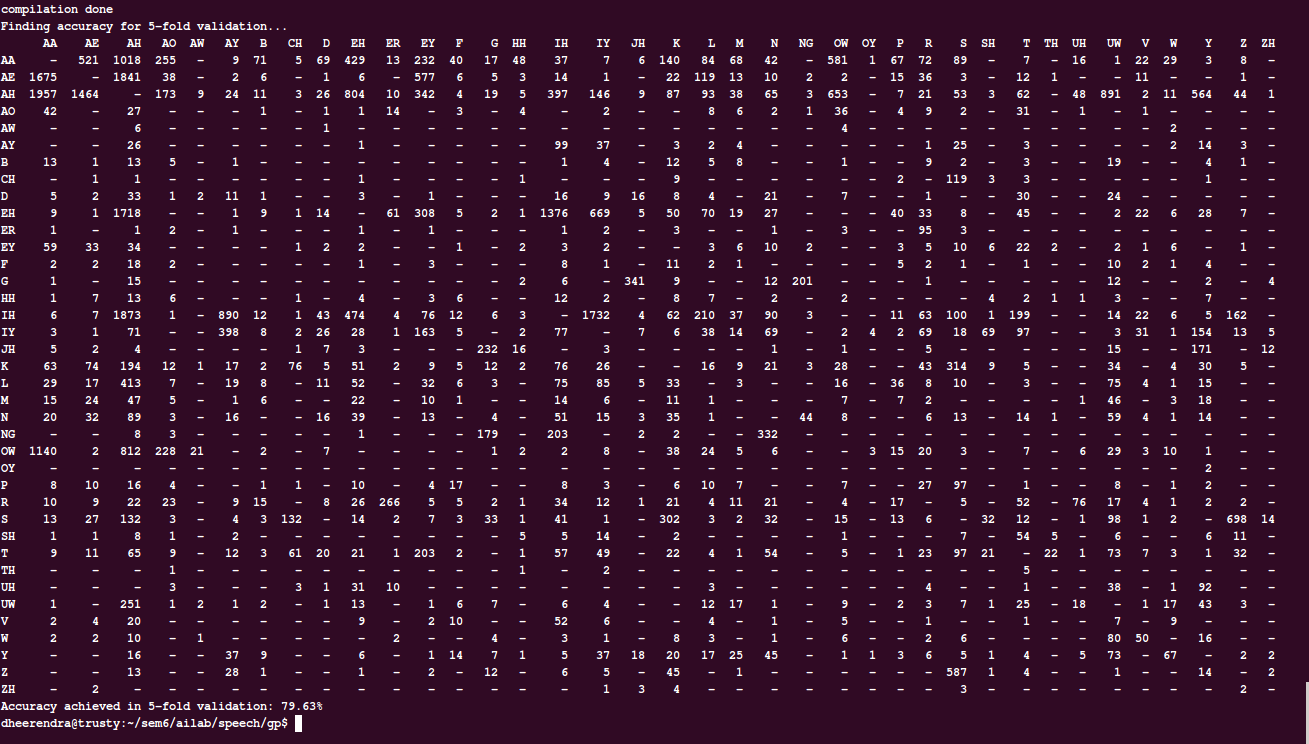 compilation done
Finding accuracy for 5-fold validation...
AA AE AH AO AW AY B CH D EH ER EY F G HH IH IY JH K L M N NG OW OY P R S SH T TH UH UW V W Y Z ZH
AA - 521 1018 255 - 9 71 5 69 429 13 232 40 17 48 37 7 6 140 84 68 42 - 581 1 67 72 89 - 7 - 16 1 22 29 3 8 -
AE 1675 - 1841 38 - 2 6 - 1 6 - 577 6 5 3 14 1 - 22 119 13 10 2 2 - 15 36 3 - 12 1 - - 11 - - 1 -
AH 1957 1464 - 173 9 24 11 3 26 804 10 342 4 19 5 397 146 9 87 93 38 65 3 653 - 7 21 53 3 62 - 48 891 2 11 564 44 1
AO 42 - 27 - - - 1 - 1 1 14 - 3 - 4 - 2 - - 8 6 2 1 36 - 4 9 2 - 31 - 1 - 1 - - - -
AW - - 6 - - - - - 1 - - - - - - - - - - - - - - 4 - - - - - - - - - - 2 - - -
AY - - 26 - - - - - - 1 - - - - - 99 37 - 3 2 4 - - - - - 1 25 - 3 - - - - 2 14 3 -
B 13 1 13 5 - 1 - - - - - - - - - 1 4 - 12 5 8 - - 1 - - 9 2 - 3 - - 19 - - 4 1 -
CH - 1 1 - - - - - - 1 - - - - 1 - - - 9 - - - - - - 2 - 119 3 3 - - - - - 1 - -
D 5 2 33 1 2 11 1 - - 3 - 1 - - - 16 9 16 8 4 - 21 - 7 - - 1 - - 30 - - 24 - - - - -
EH 9 1 1718 - - 1 9 1 14 - 61 308 5 2 1 1376 669 5 50 70 19 27 - - - 40 33 8 - 45 - - 2 22 6 28 7 -
ER 1 - 1 2 - 1 - - - 1 - 1 - - - 1 2 - 3 - - 1 - 3 - - 95 3 - - - - - - - - - -
EY 59 33 34 - - - - 1 2 2 - - 1 - 2 3 2 - - 3 6 10 2 - - 3 5 10 6 22 2 - 2 1 6 - 1 -
F 2 2 18 2 - - - - - 1 - 3 - - - 8 1 - 11 2 1 - - - - 5 2 1 - 1 - - 10 2 1 4 - -
G 1 - 15 - - - - - - - - - - - 2 6 - 341 9 - - 12 201 - - - 1 - - - - - 12 - - 2 - 4
HH 1 7 13 6 - - - 1 - 4 - 3 6 - - 12 2 - 8 7 - 2 - 2 - - - - 4 2 1 1 3 - - 7 - -
IH 6 7 1873 1 - 890 12 1 43 474 4 76 12 6 3 - 1732 4 62 210 37 90 3 - - 11 63 100 1 199 - - 14 22 6 5 162 -
IY 3 1 71 - - 398 8 2 26 28 1 163 5 - 2 77 - 7 6 38 14 69 - 2 4 2 69 18 69 97 - - 3 31 1 154 13 5
JH 5 2 4 - - - - 1 7 3 - - - 232 16 - 3 - - - - 1 - 1 - - 5 - - - - - 15 - - 171 - 12
K 63 74 194 12 1 17 2 76 5 51 2 9 5 12 2 76 26 - - 16 9 21 3 28 - - 43 314 9 5 - - 34 - 4 30 5 -
L 29 17 413 7 - 19 8 - 11 52 - 32 6 3 - 75 85 5 33 - 3 - - 16 - 36 8 10 - 3 - - 75 4 1 15 - -
M 15 24 47 5 - 1 6 - - 22 - 10 1 - - 14 6 - 11 1 - - - 7 - 7 2 - - - - 1 46 - 3 18 - -
N 20 32 89 3 - 16 - - 16 39 - 13 - 4 - 51 15 3 35 1 - - 44 8 - - 6 13 - 14 1 - 59 4 1 14 - -
NG - - 8 3 - - - - - 1 - - - 179 - 203 - 2 2 - - 332 - - - - - - - - - - - - - - - -
OW 1140 2 812 228 21 - 2 - 7 - - - - 1 2 2 8 - 38 24 5 6 - - 3 15 20 3 - 7 - 6 29 3 10 1 - -
OY - - - - - - - - - - - - - - - - - - - - - - - - - - - - - - - - - - - 2 - -
P 8 10 16 4 - - 1 1 - 10 - 4 17 - - 8 3 - 6 10 7 - - 7 - - 27 97 - 1 - - 8 - 1 2 - -
R 10 9 22 23 - 9 15 - 8 26 266 5 5 2 1 34 12 1 21 4 11 21 - 4 - 17 - 5 - 52 - 76 17 4 1 2 2 -
S 13 27 132 3 - 4 3 132 - 14 2 7 3 33 1 41 1 - 302 3 2 32 - 15 - 13 6 - 32 12 - 1 98 1 2 - 698 14
SH 1 1 8 1 - 2 - - - - - - - - 5 5 14 - 2 - - - - 1 - - - 7 - 54 5 - 6 - - 6 11 -
T 9 11 65 9 - 12 3 61 20 21 1 203 2 - 1 57 49 - 22 4 1 54 - 5 - 1 23 97 21 - 22 1 73 7 3 1 32 -
TH - - - 1 - - - - - - - - - - 1 - 2 - - - - - - - - - - - - 5 - - - - - - - -
UH - - - 3 - - - 3 1 31 10 - - - - - - - - 3 - - - - - - 4 - - 1 - - 38 - 1 92 - -
UW 1 - 251 1 2 1 2 - 1 13 - 1 6 7 - 6 4 - - 12 17 1 - 9 - 2 3 7 1 25 - 18 - 1 17 43 3 -
V 2 4 20 - - - - - - 9 - 2 10 - - 52 6 - - 4 - 1 - 5 - - 1 - - 1 - - 7 - 9 - - -
W 2 2 10 - 1 - - - - - 2 - - 4 - 3 1 - 8 3 - 1 - 6 - - 2 6 - - - - 80 50 - 16 - -
Y - - 16 - - 37 9 - - 6 - 1 14 7 1 5 37 18 20 17 25 45 - 1 1 3 6 5 1 4 - 5 73 - 67 - 2 2
Z - - 13 - - 28 1 - - 1 - 2 - 12 - 6 5 - 45 - 1 - - - - - - 587 1 4 - - 1 - - 14 - 2
ZH - 2 - - - - - - - - - - - - - - 1 3 4 - - - - - - - - 3 - - - - - - - - 2 -
Accuracy achieved in 5-fold validation: 79.63%
dheerendra@trusty:~/sem6/ailab/speech/gp$